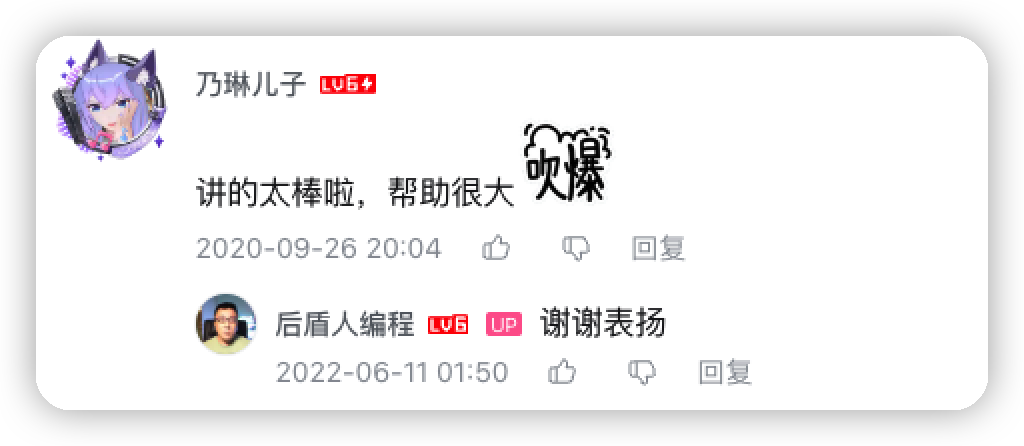 乃琳儿子 LV6
吹爆
讲的太棒啦，帮助很大
2020-09-26 20:04 回复
后盾人编程 LV6 UP 谢谢表扬
2022-06-11 01:50 回复